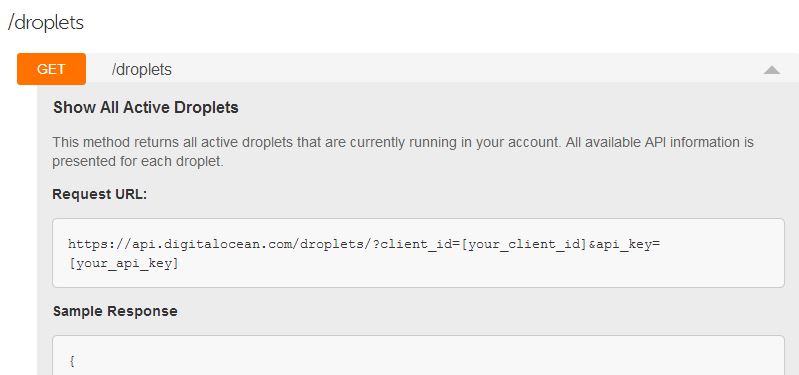 /droplets
GET /droplets
Show All Active Droplets
This method returns all active droplets that are currently running in your account. All available API information is
presented for each droplet.
Request URL:
https://api.digitalocean.com/droplets/?client_id=[your_client_id]&api_key=
[your_api_key]
Sample Response
{